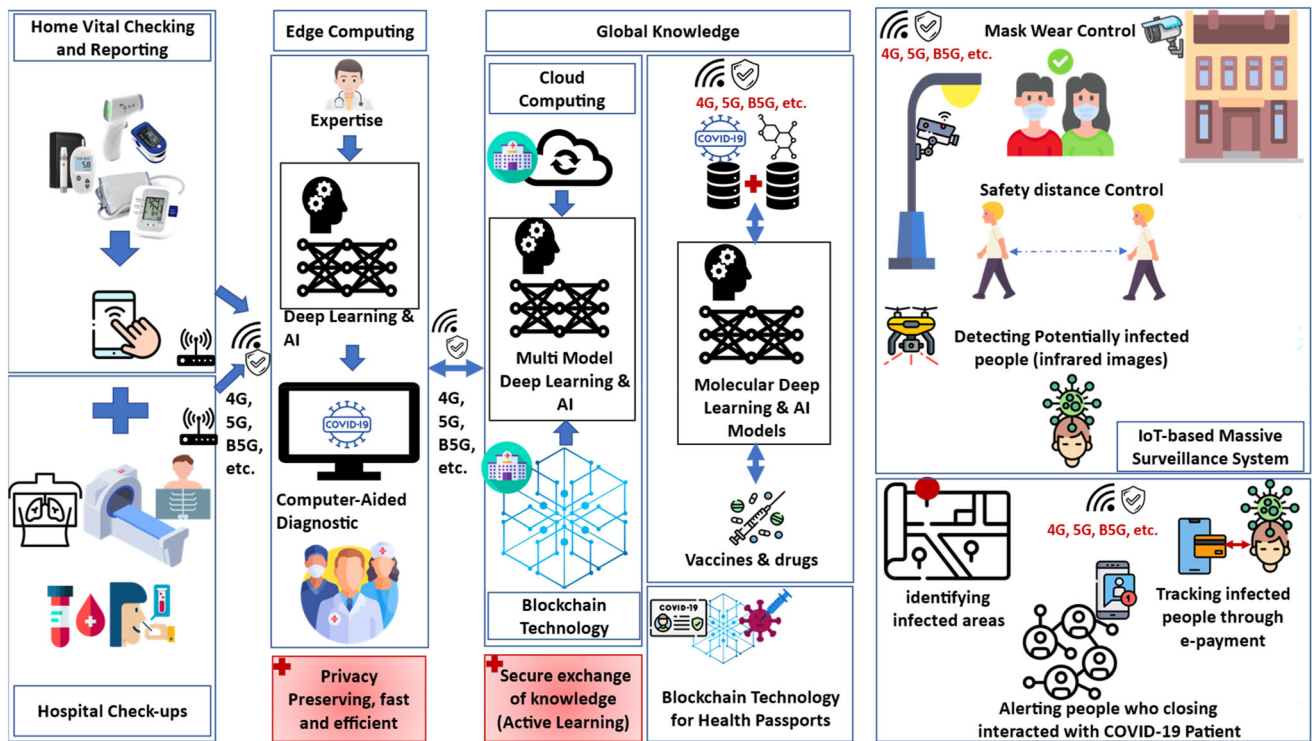 Home Vital Checking
and Reporting
Hospital Check-ups
4G,
5G,
B5G,
etc.
Edge Computing
Expertise
Deep Learning &
AI
COVID-19
Computer-Aided
Diagnostic
Privacy
Preserving, fast
and efficient
4G,
5G,
B5G,
etc.
Global Knowledge
Cloud
Computing
Multi Model
Deep Learning &
AI
Blockchain
Technology
Secure exchange
of knowledge
(Active Learning)
4G, 5G, B5G, etc.
COVID-19
Molecular Deep
Learning & AI
Models
Vaccines & drugs
COVID-19
Blockchain Technology
for Health Passports
Mask Wear Control
4G, 5G, B5G, etc.
Safety distance Control
Detecting Potentially infected
people (infrared images)
IoT-based Massive
Surveillance System
4G, 5G, B5G, etc.
identifying
infected areas
1
Tracking infected
people through
e-payment
Alerting people who closing
interacted with COVID-19 Patient